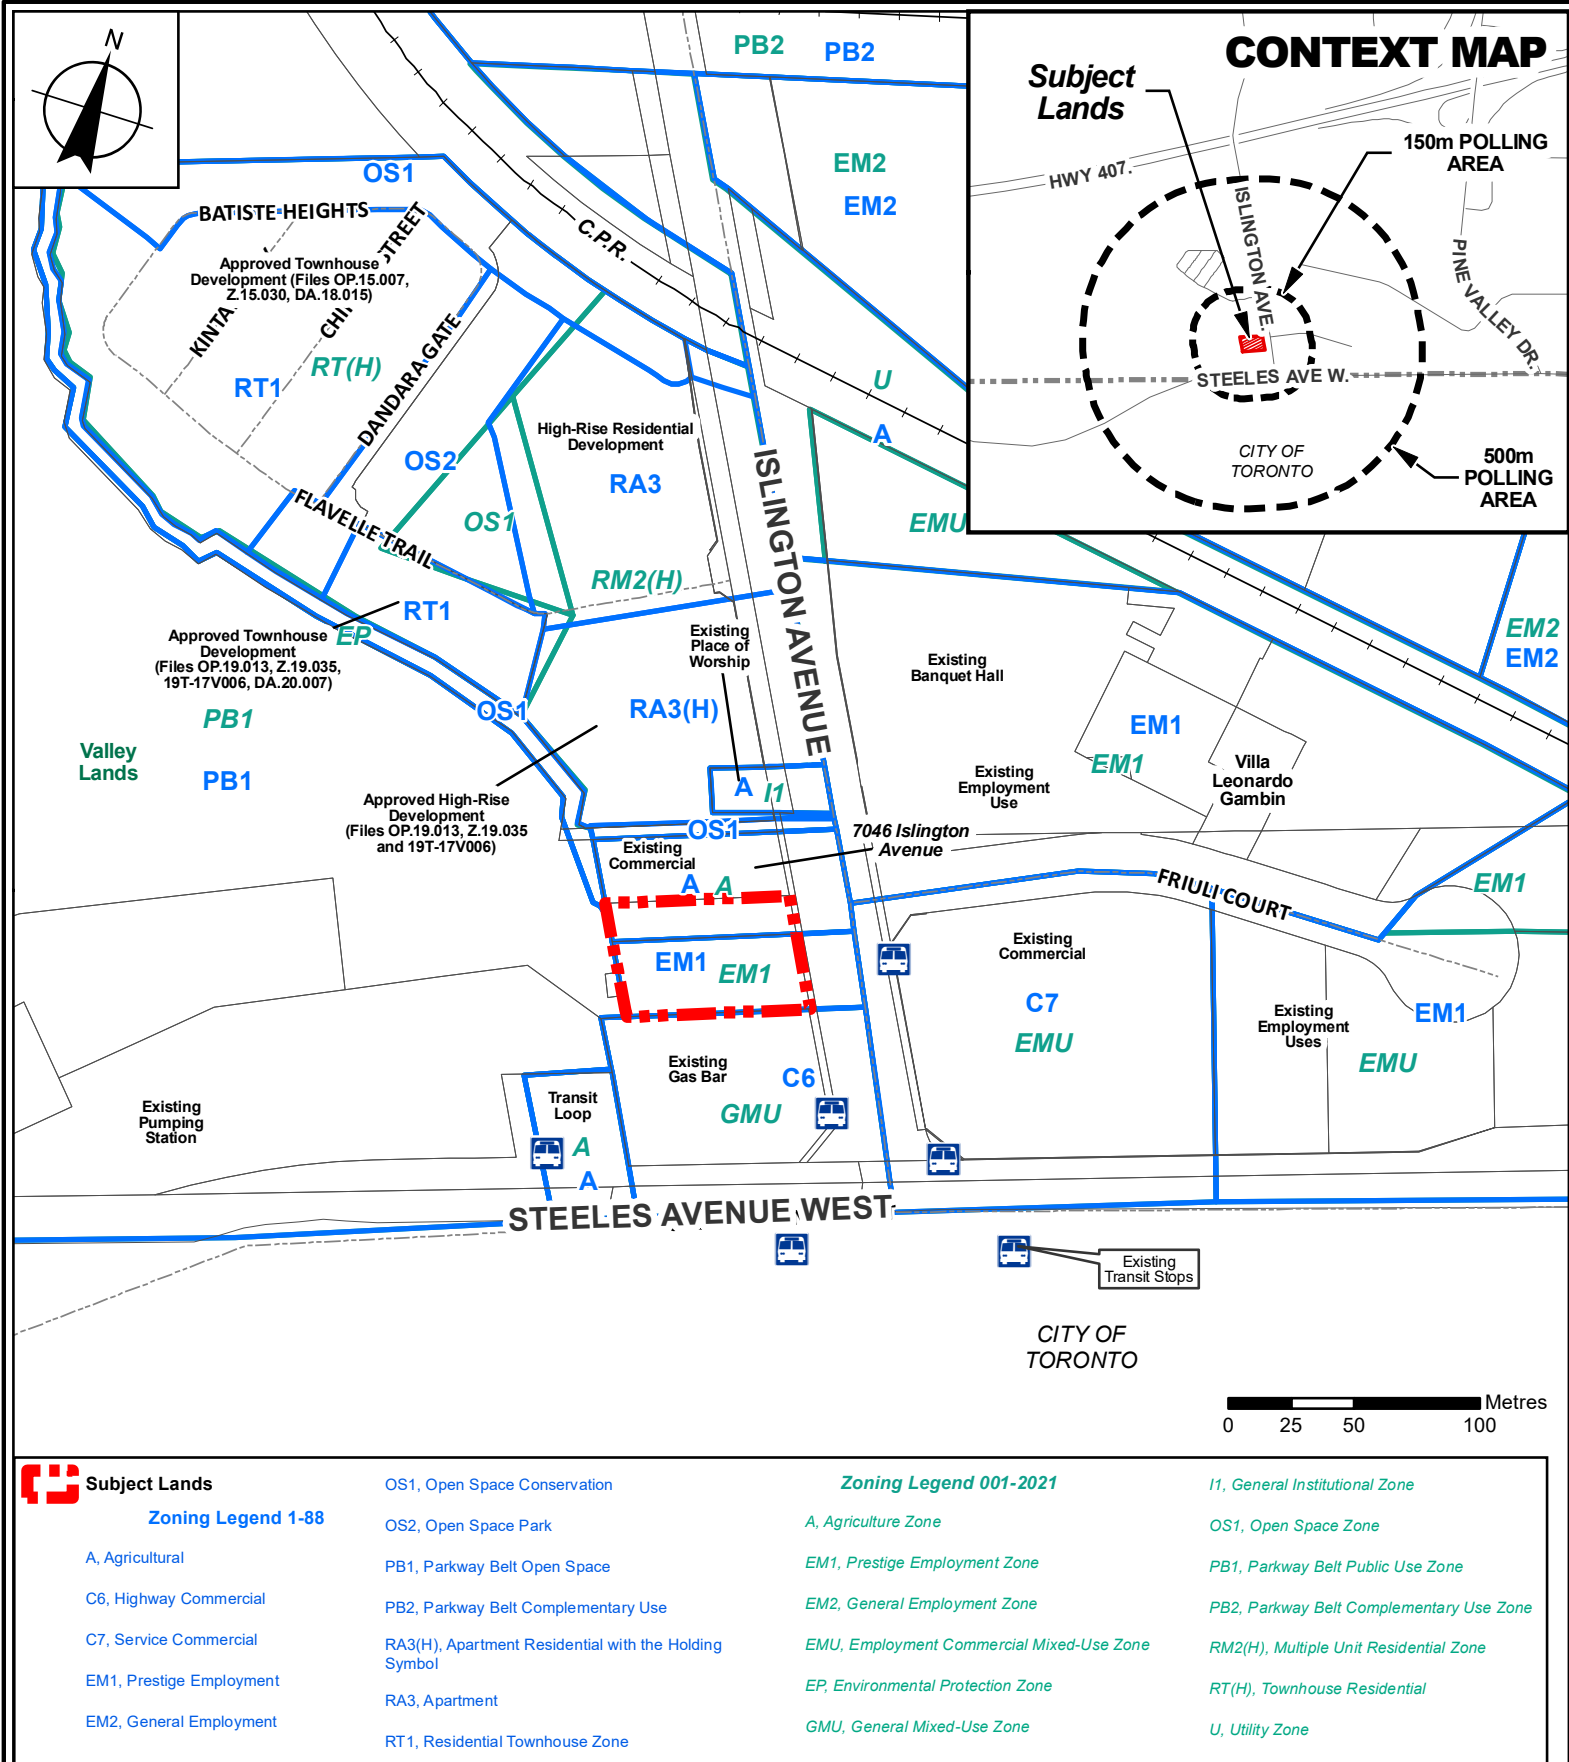 N
CONTEXT MAP
Subject
Lands
150m POLLING
AREA
HWY 407.
ISLINGTON AVE.
PINE VALLEY DR.
STEELES AVE W.
CITY OF
TORONTO
500m
POLLING
AREA
PB2
PB2
EM2
EM2
OS1
BATISTE HEIGHTS
C.P.R.
Approved Townhouse
Development (Files OP.15.007,
Z.15.030, DA.18.015)
DANDARA GATE
RT(H)
RT1
U
A
High-Rise Residential
Development
OS2
RA3
ISLINGTON AVENUE
FLAVELLE TRAIL
OS1
EMU
RM2(H)
RT1
EP
Approved Townhouse
Development
(Files OP.19.013, Z.19.035,
19T-17V006, DA.20.007)
Existing
Place of
Worship
Existing
Banquet Hall
EM2
EM2
PB1
OS1
RA3(H)
EM1
EM1
Valley
Lands
PB1
Existing
Employment
Use
Villa
Leonardo
Gambin
A
I1
Approved High-Rise
Development
(Files OP.19.013, Z.19.035
and 19T-17V006)
OS1
7046 Islington
Avenue
Existing
Commercial
A
A
FRIULI COURT
EM1
Existing
Commercial
EM1
EM1
C7
EMU
Existing
Employment
Uses
EM1
EMU
Existing
Gas Bar
C6
GMU
Transit
Loop
A
A
Existing
Pumping
Station
STEELES AVENUE WEST
Existing
Transit Stops
CITY OF
TORONTO
Metres
0 25 50 100
Subject Lands
Zoning Legend 1-88
A, Agricultural
C6, Highway Commercial
C7, Service Commercial
EM1, Prestige Employment
EM2, General Employment
OS1, Open Space Conservation
OS2, Open Space Park
PB1, Parkway Belt Open Space
PB2, Parkway Belt Complementary Use
RA3(H), Apartment Residential with the Holding
Symbol
RA3, Apartment
RT1, Residential Townhouse Zone
Zoning Legend 001-2021
A, Agriculture Zone
EM1, Prestige Employment Zone
EM2, General Employment Zone
EMU, Employment Commercial Mixed-Use Zone
EP, Environmental Protection Zone
GMU, General Mixed-Use Zone
I1, General Institutional Zone
OS1, Open Space Zone
PB1, Parkway Belt Public Use Zone
PB2, Parkway Belt Complementary Use Zone
RM2(H), Multiple Unit Residential Zone
RT(H), Townhouse Residential
U, Utility Zone